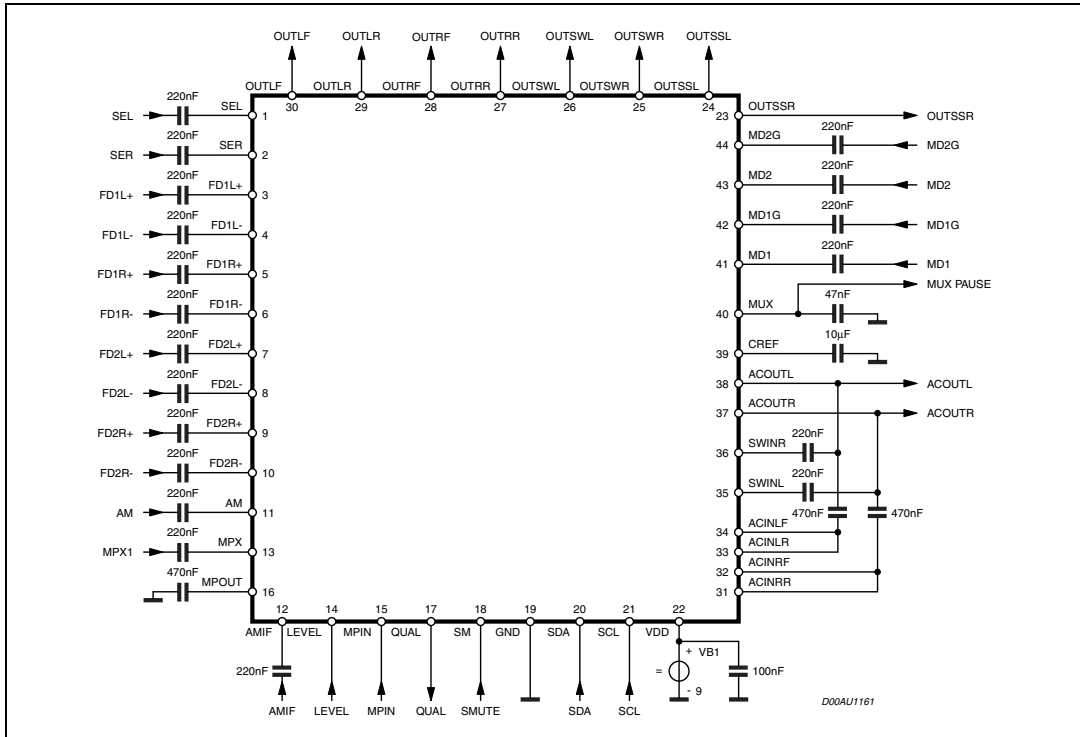 OUTLF OUTLR OUTRF OUTRR OUTSWL OUTSWR OUTSSL
OUTLF OUTLR OUTRF OUTRR OUTSWL OUTSWR OUTSSL
30 29 28 27 26 25 24
SEL 220nF SEL 1
SER 220nF SER 2
FD1L+ 220nF FD1L+ 3
FD1L- 220nF FD1L- 4
FD1R+ 220nF FD1R+ 5
FD1R- 220nF FD1R- 6
FD2L+ 220nF FD2L+ 7
FD2L- 220nF FD2L- 8
FD2R+ 220nF FD2R+ 9
FD2R- 220nF FD2R- 10
AM 220nF AM 11
MPX1 220nF MPX 13
470nF MPOUT 16
23 OUTSSR OUTSSR
44 MD2G 220nF MD2G
43 MD2 220nF MD2
42 MD1G 220nF MD1G
41 MD1 220nF MD1
MUX PAUSE
40 MUX 47nF
39 CREF 10µF
38 ACOUTL ACOUTL
37 ACOUTR ACOUTR
36 SWINR 220nF
35 SWINL 220nF
470nF 470nF
34 ACINLF
33 ACINLR
32 ACINRF
31 ACINRR
12 14 15 17 18 19 20 21 22
AMIF LEVEL MPIN QUAL SM GND SDA SCL VDD
220nF
+ VB1
=
- 9
100nF
AMIF LEVEL MPIN QUAL SMUTE SDA SCL
D00AU1161